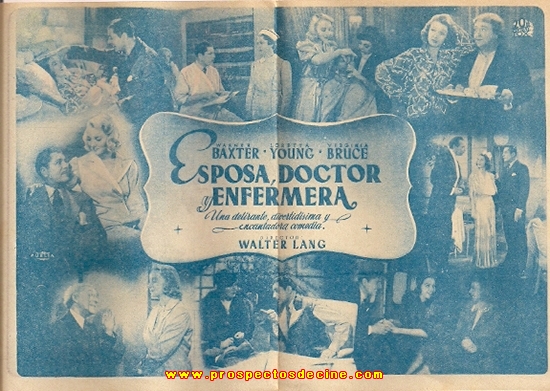 WARNER LORETTA VIRGINIA
BAXTER · YOUNG · BRUCE
ESPOSA, DOCTOR
y ENFERMERA
Una delirante, divertidísima y
encantadora comedia.
DIRECTOR
WALTER LANG
www.prospectosdecine.com